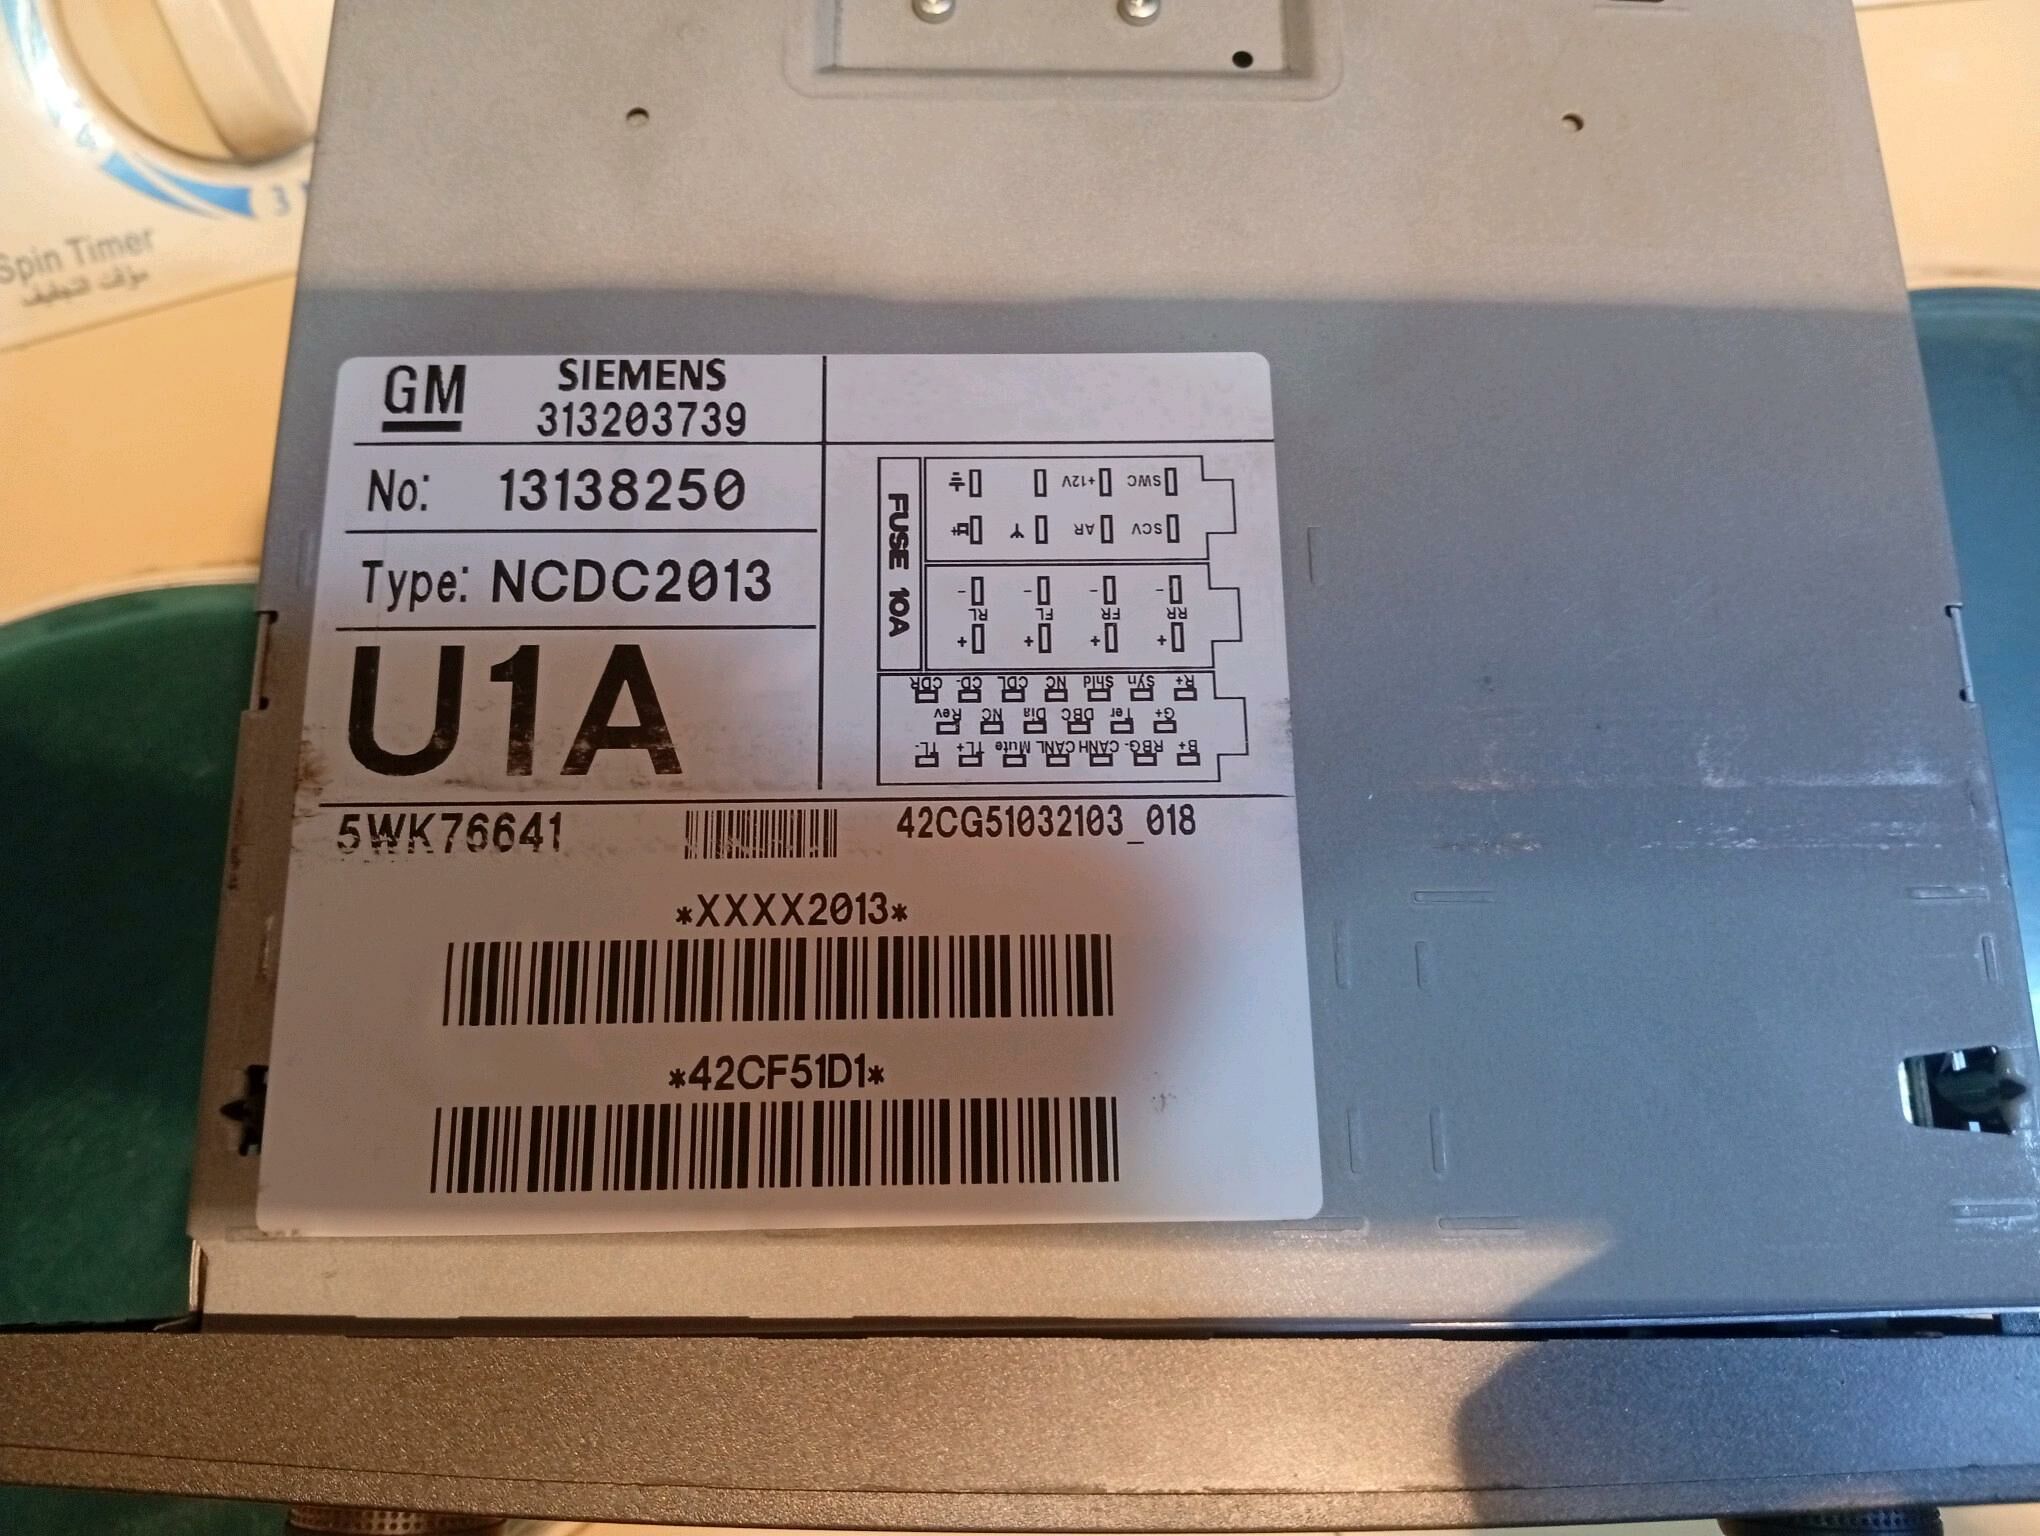 3
Spin Timer
مؤقت التجفيف
GM
SIEMENS
313203739
No: 13138250
Type: NCDC2013
U1A
FUSE 10A
+12V SWC
AR SCV
- - - -
RL FL FR RR
+ + + +
CDR CD- CDL NC Shld Syn R+
Rev NC Dia DBC Ter G+
TL- TL+ Mute CANL CANH RBG- B+
5WK76641
42CG51032103_018
*XXXX2013*
*42CF51D1*